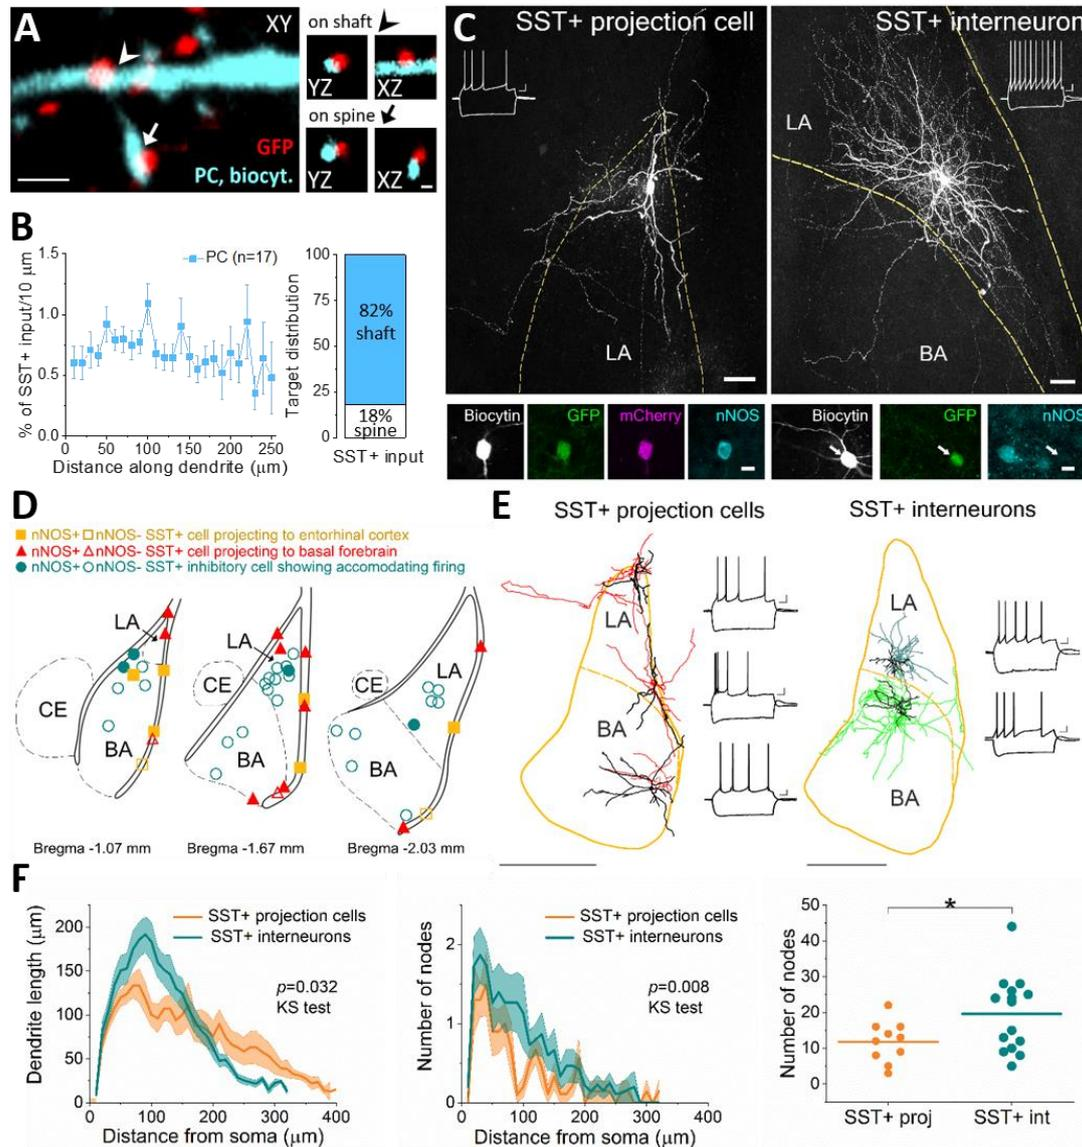 A
XY
GFP
PC, biocyt.
on shaft
YZ
XZ
on spine
YZ
XZ
B
% of SST+ input/10 μm
1.5
1.0
0.5
0.0
PC (n=17)
0 50 100 150 200 250
Distance along dendrite (μm)
Target distribution
100
75
50
25
0
82%
shaft
18%
spine
SST+ input
C
SST+ projection cell
LA
SST+ interneuron
LA
BA
Biocytin
GFP
mCherry
nNOS
Biocytin
GFP
nNOS
D
nNOS+ nNOS- SST+ cell projecting to entorhinal cortex
nNOS+ nNOS- SST+ cell projecting to basal forebrain
nNOS+ nNOS- SST+ inhibitory cell showing accomodating firing
LA
CE
BA
Bregma -1.07 mm
LA
CE
BA
Bregma -1.67 mm
CE
LA
BA
Bregma -2.03 mm
E
SST+ projection cells
LA
BA
SST+ interneurons
LA
BA
F
Dendrite length (μm)
200
150
100
50
0
SST+ projection cells
SST+ interneurons
p=0.032
KS test
0 100 200 300 400
Distance from soma (μm)
Number of nodes
2
1
0
SST+ projection cells
SST+ interneurons
p=0.008
KS test
0 100 200 300 400
Distance from soma (μm)
Number of nodes
50
40
30
20
10
0
*
SST+ proj
SST+ int